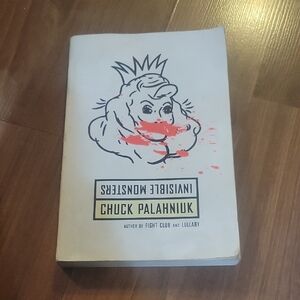 INVISIBLE MONSTERS
CHUCK PALAHNIUK
AUTHOR OF FIGHT CLUB AND LULLABY